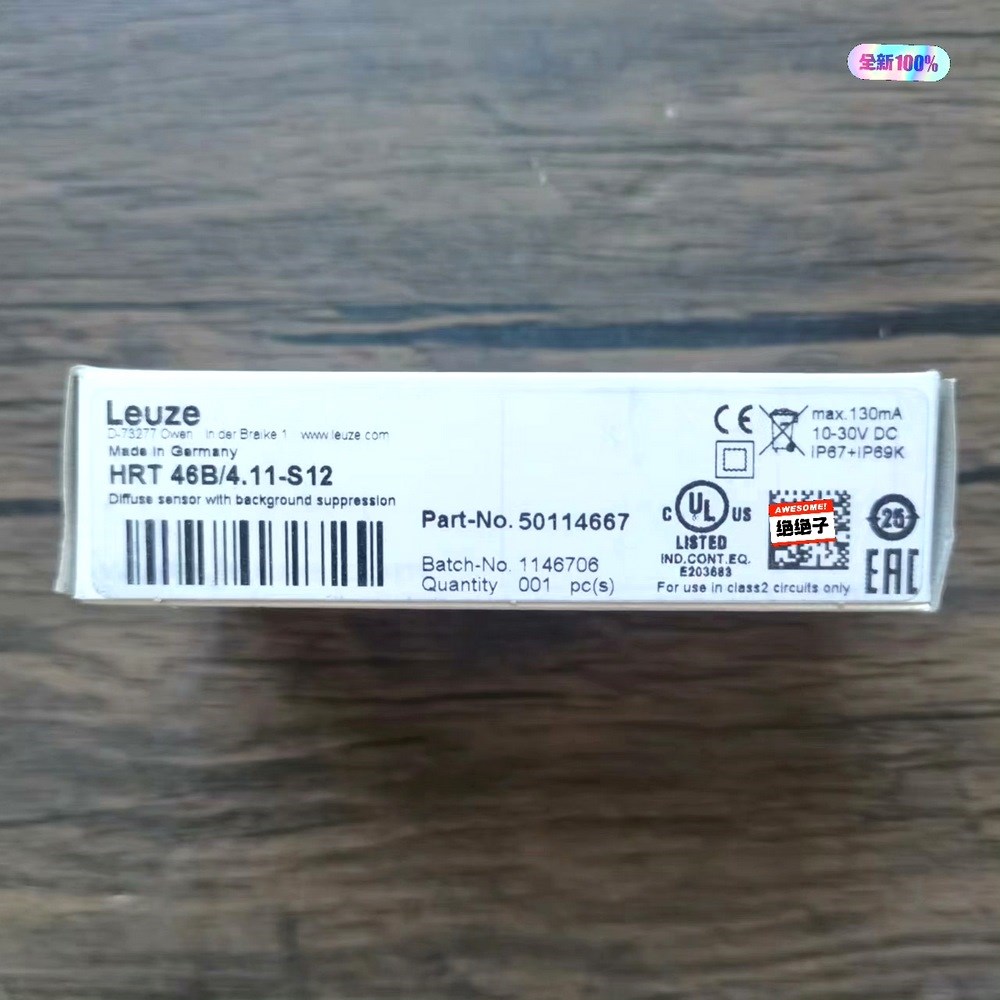 全新100%
Leuze
D-73277 Owen In der Braike 1 www.leuze.com
Made in Germany
HRT 46B/4.11-S12
Diffuse sensor with background suppression
Part-No. 50114667
Batch-No. 1146706
Quantity 001 pc(s)
CE
max.130mA
10-30V DC
IP67+IP69K
C UL US
LISTED
IND.CONT.EQ.
E203683
For use in class2 circuits only
AWESOME!
绝绝子
25
EAC